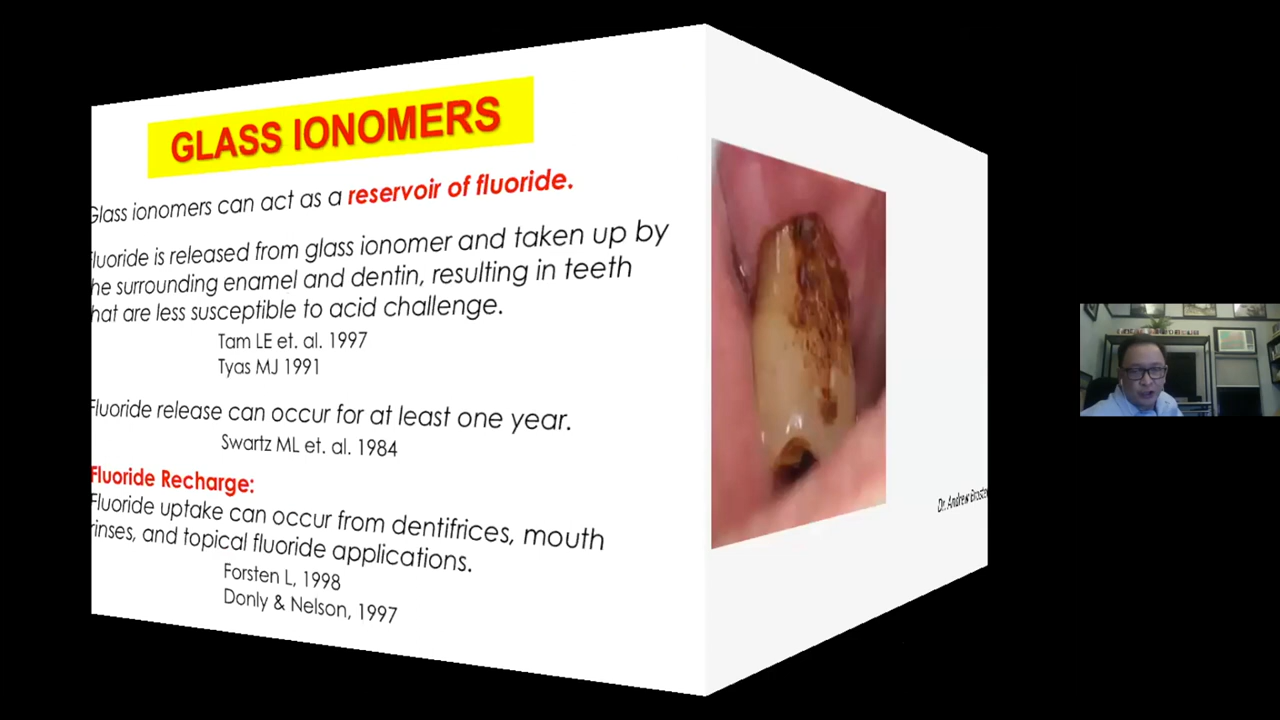 GLASS IONOMERS
Glass ionomers can act as a reservoir of fluoride.
luoride is released from glass ionomer and taken up by
he surrounding enamel and dentin, resulting in teeth
hat are less susceptible to acid challenge.
Tam LE et. al. 1997
Tyas MJ 1991
Fluoride release can occur for at least one year.
Swartz ML et. al. 1984
Fluoride Recharge:
Fluoride uptake can occur from dentifrices, mouth
rinses, and topical fluoride applications.
Forsten L, 1998
Donly & Nelson, 1997
Dr. Andrew